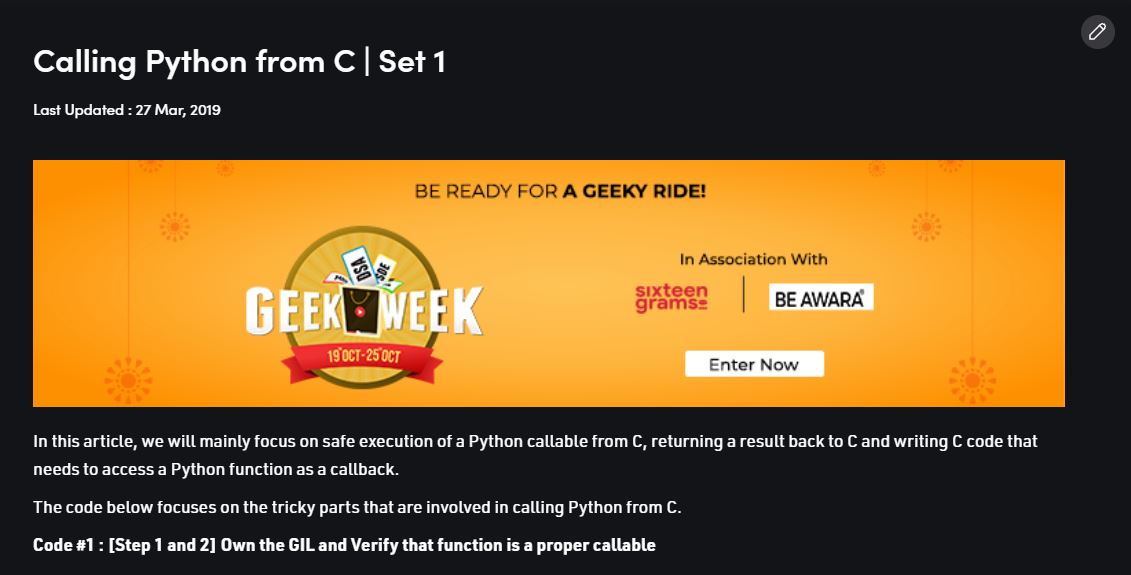 Calling Python from C | Set 1
Last Updated : 27 Mar, 2019
BE READY FOR A GEEKY RIDE!
DSA
SDE
GEEK WEEK
19th OCT-25th OCT
In Association With
sixteen
grams
BE AWARA®
Enter Now
In this article, we will mainly focus on safe execution of a Python callable from C, returning a result back to C and writing C code that
needs to access a Python function as a callback.
The code below focuses on the tricky parts that are involved in calling Python from C.
Code #1 : [Step 1 and 2] Own the GIL and Verify that function is a proper callable